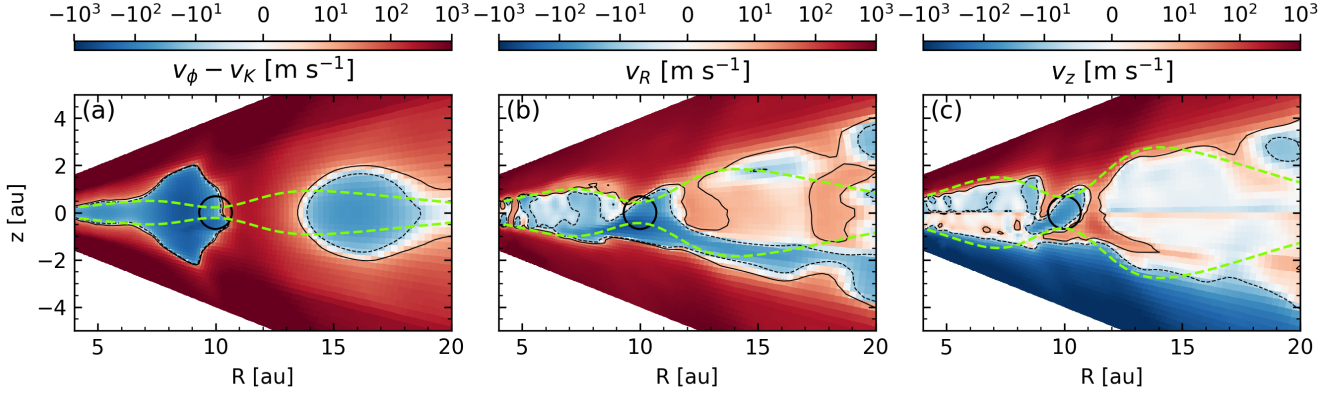 −10³ −10² −10¹ 0 10¹ 10² 10³ −10³ −10² −10¹ 0 10¹ 10² 10³ −10³ −10² −10¹ 0 10¹ 10² 10³
v_ϕ − v_K [m s⁻¹] v_R [m s⁻¹] v_z [m s⁻¹]
(a) (b) (c)
4
2
0
−2
−4
z [au]
5 10 15 20 5 10 15 20 5 10 15 20
R [au] R [au] R [au]